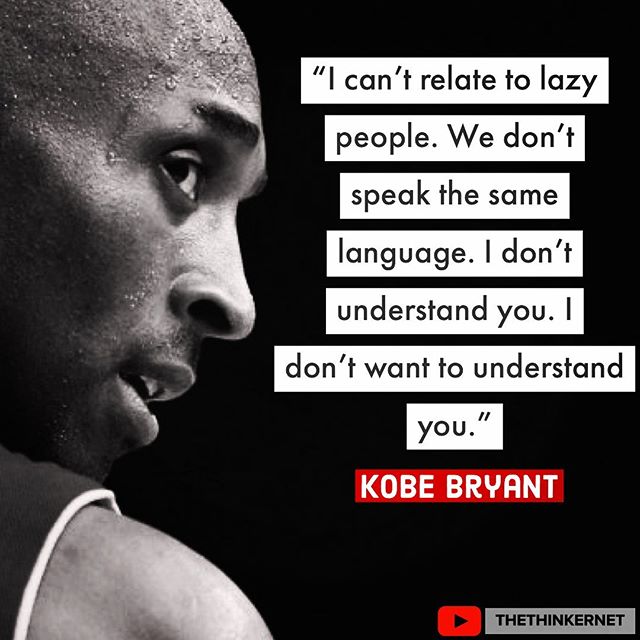 “I can’t relate to lazy
people. We don’t
speak the same
language. I don’t
understand you. I
don’t want to understand
you.”
KOBE BRYANT
THETHINKERNET